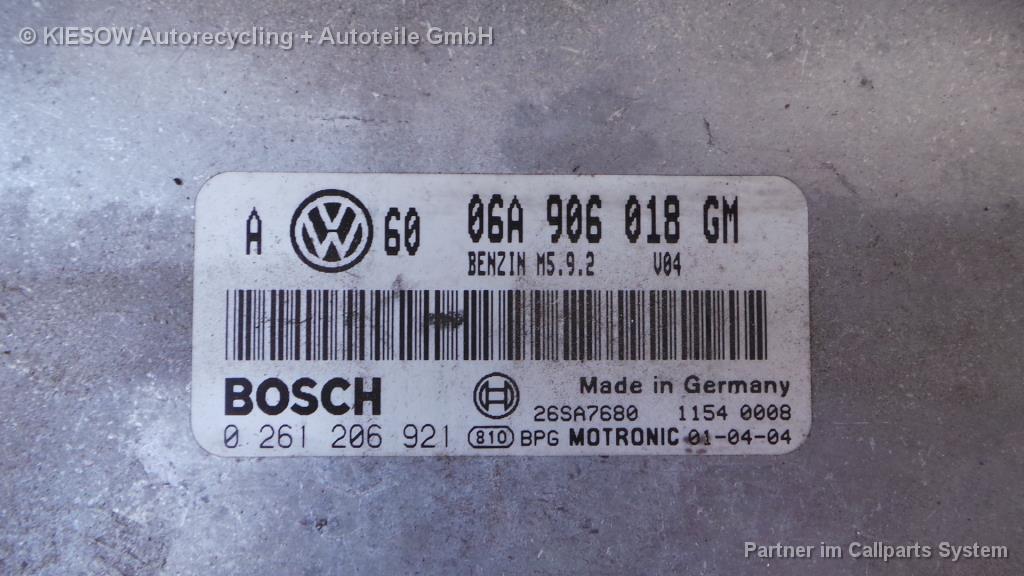 © KIESOW Autorecycling + Autoteile GmbH
A VW 60 06A 906 018 GM
BENZIN M5.9.2 V04
BOSCH Made in Germany
26SA7680 1154 0008
0 261 206 921 810 BPG MOTRONIC 01-04-04
Partner im Callparts System